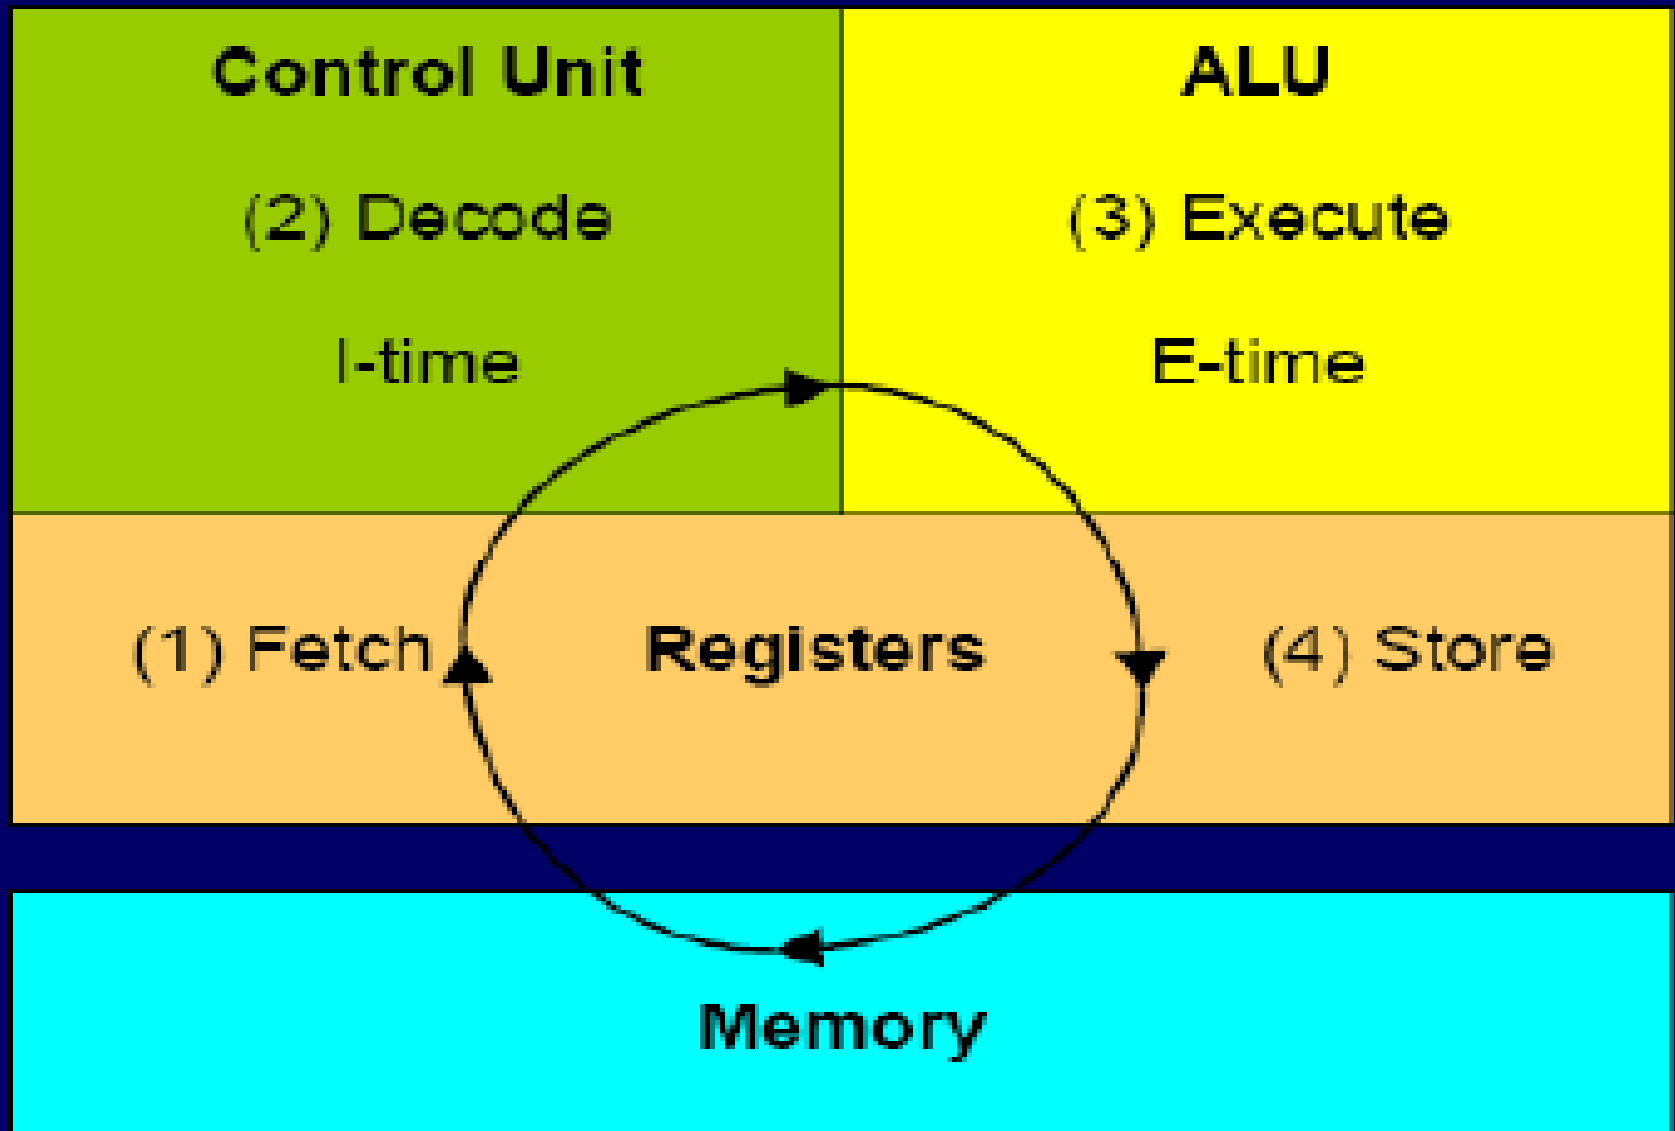 Control Unit
ALU
(2) Decode
(3) Execute
I-time
E-time
(1) Fetch
Registers
(4) Store
Memory